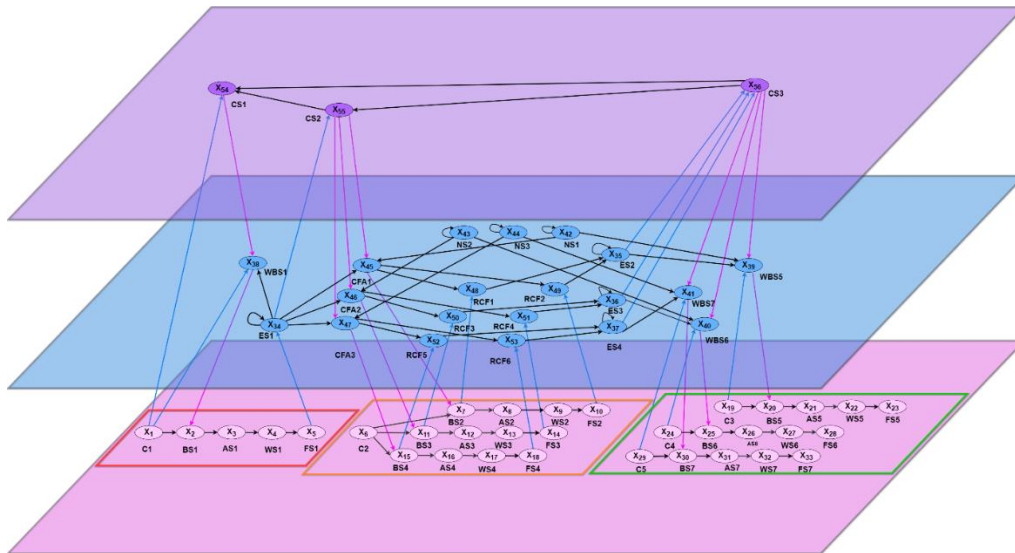 X54
X36
CS1
CS3
X55
CS2
X43
X44
X42
NS2
NS3
NS1
X35
X39
X45
X39
ES2
WBS1
CFA1
WBS5
X48
X49
X41
X46
RCF1
RCF2
X36
WBS7
CFA2
ES3
X50
X51
X34
X47
RCF3
RCF4
X37
X40
ES1
X52
X53
ES4
WBS6
CFA3
RCF5
RCF6
X19
X20
X21
X22
X23
C3
BS5
AS5
WS5
FS5
X7
X8
X9
X10
BS2
AS2
WS2
FS2
X1
X2
X3
X4
X5
C1
BS1
AS1
WS1
FS1
X6
X11
X12
X13
X14
C2
BS3
AS3
WS3
FS3
X24
X25
X26
X27
X28
C4
BS6
AS6
WS6
FS6
X15
X16
X17
X18
BS4
AS4
WS4
FS4
X29
X30
X31
X32
X33
C5
BS7
AS7
WS7
FS7